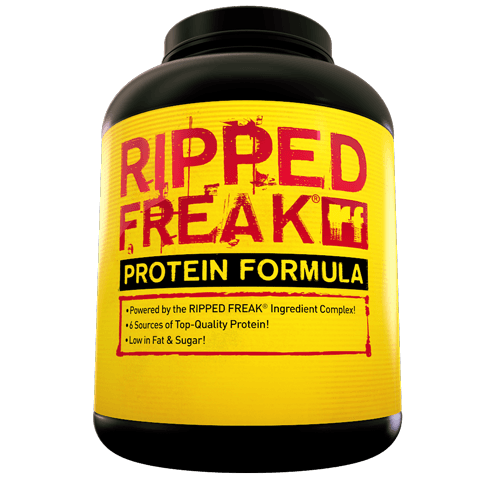 RIPPED
FREAK® rf
PROTEIN FORMULA
• Powered by the RIPPED FREAK® Ingredient Complex!
• 6 Sources of Top-Quality Protein!
• Low in Fat & Sugar!